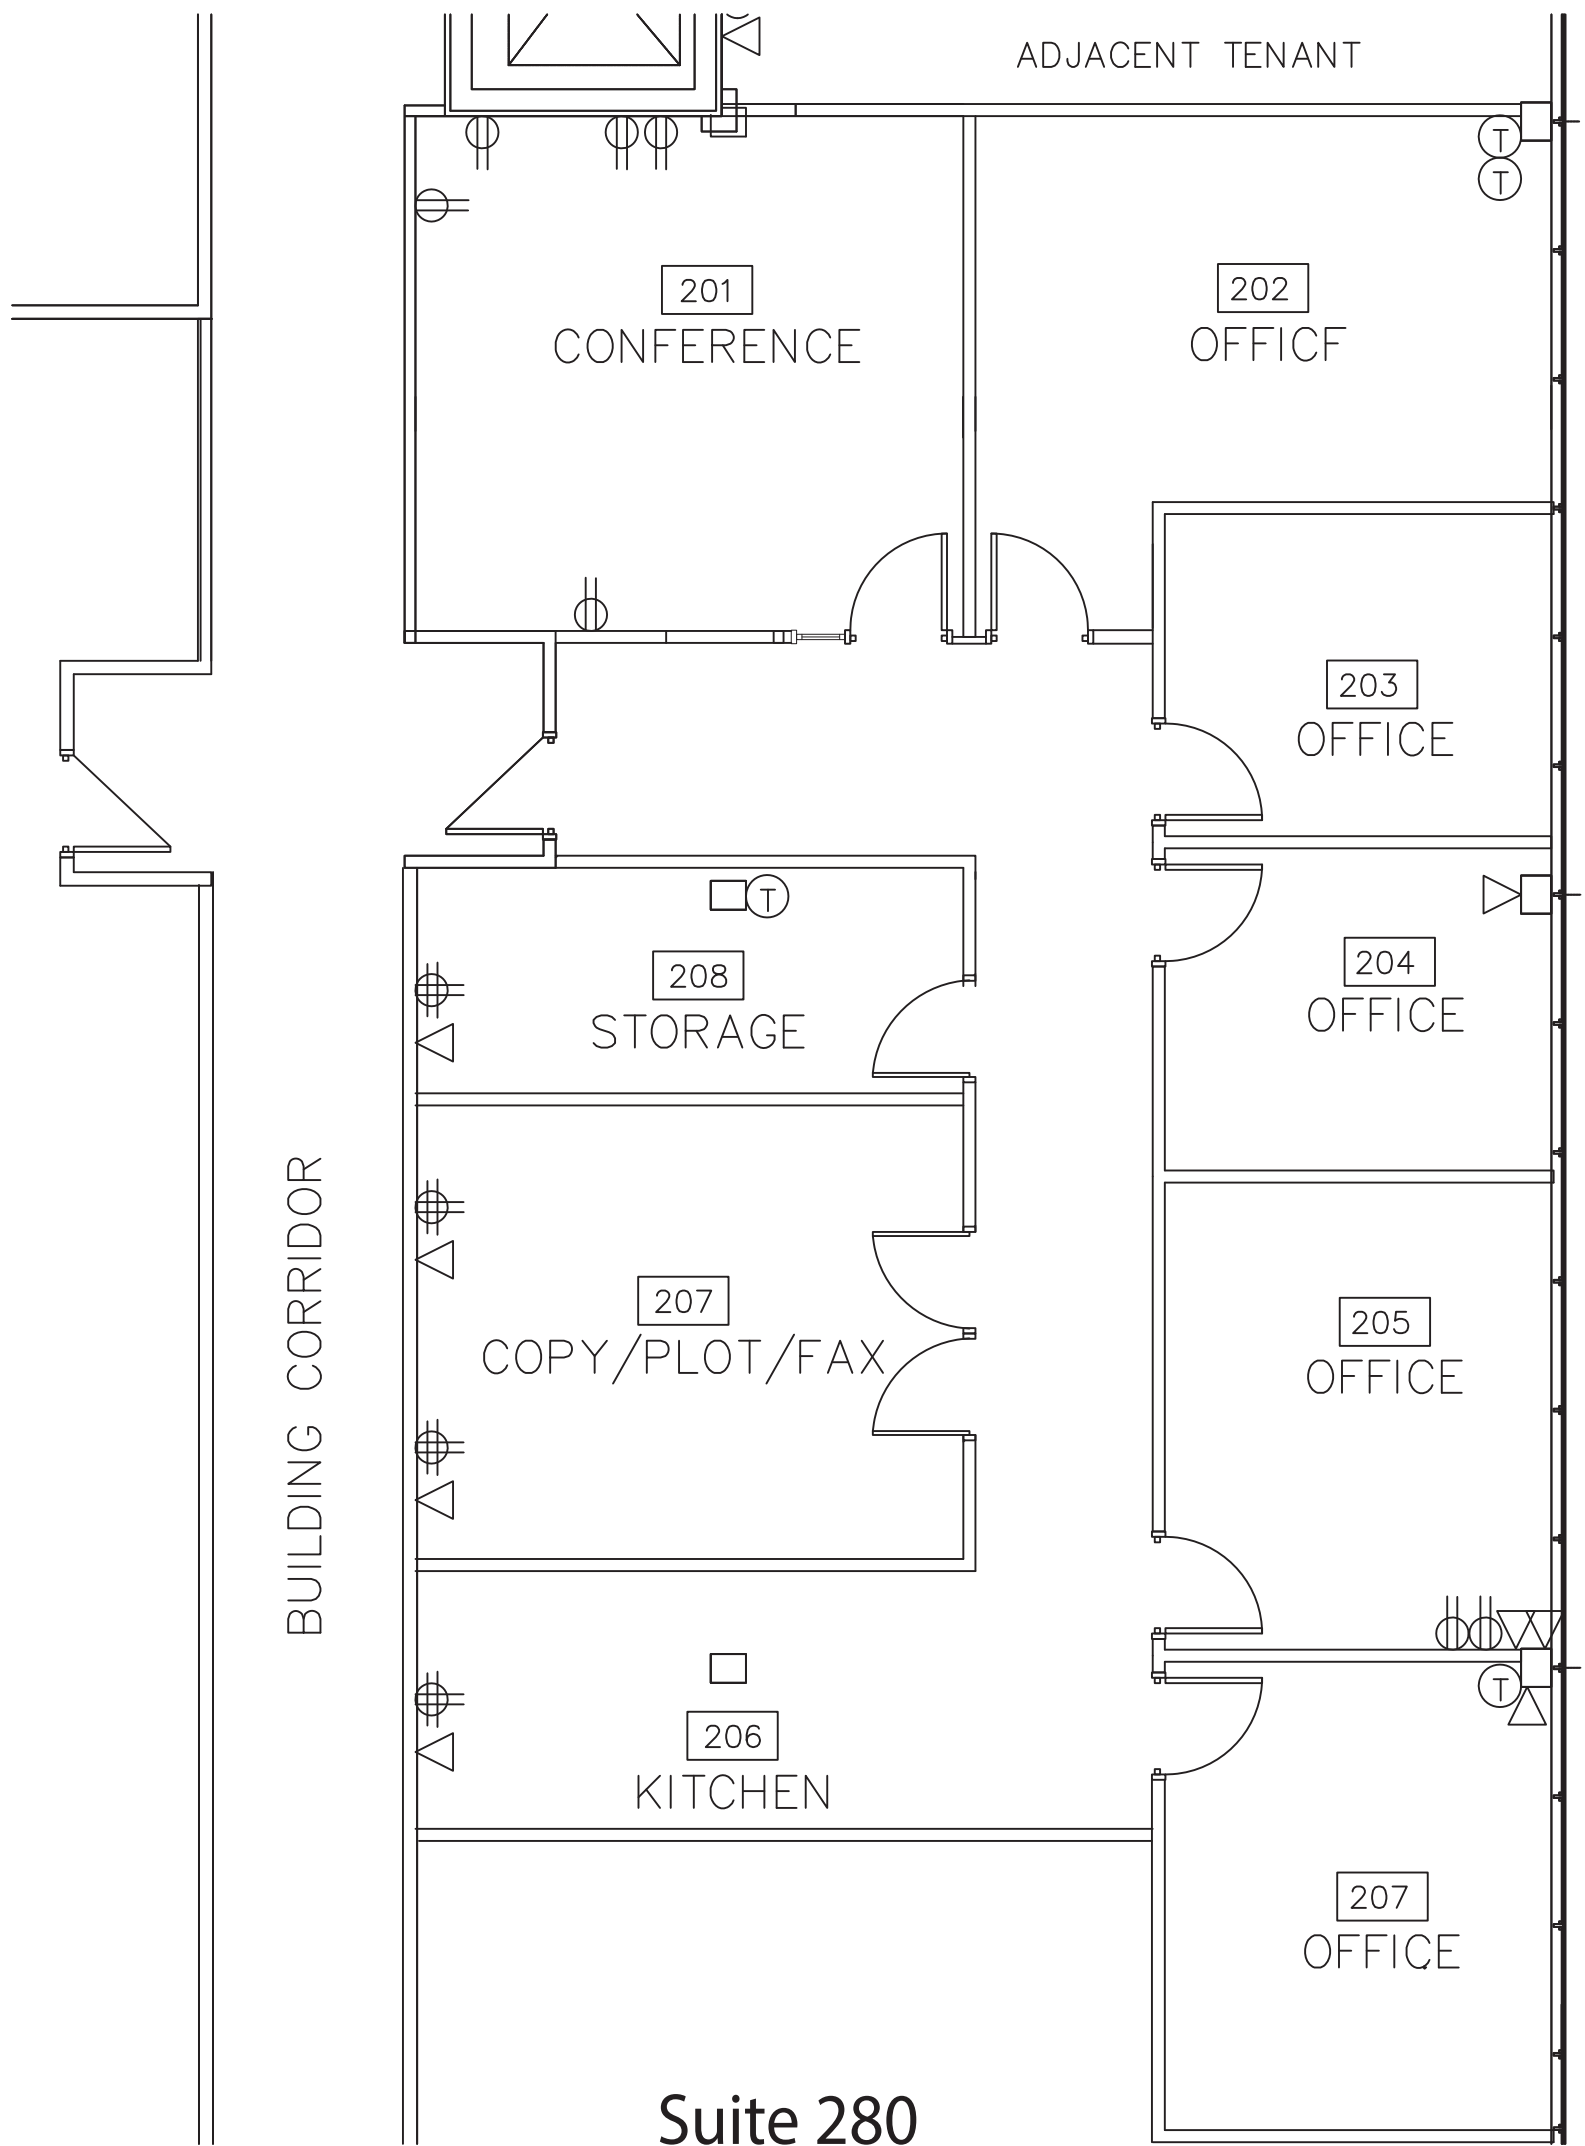 ADJACENT TENANT
201
CONFERENCE
202
OFFICF
203
OFFICE
204
OFFICE
T
T
T
208
STORAGE
BUILDING CORRIDOR
207
COPY/PLOT/FAX
205
OFFICE
T
206
KITCHEN
207
OFFICE
Suite 280